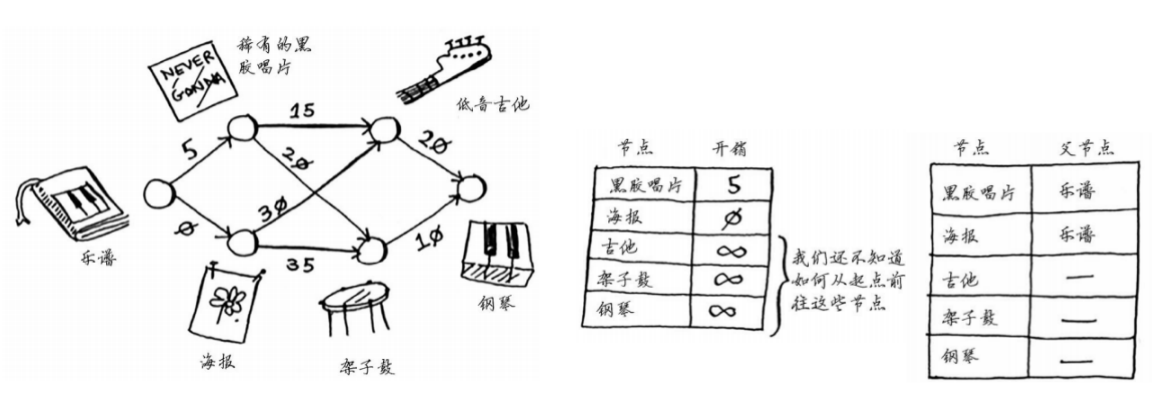 稀有的黑
胶唱片
NEVER
GONNA
低音吉他
15
5
20
20
乐谱
0
30
35
10
钢琴
海报
架子鼓
节点 开销
黑胶唱片 5
海报 0
吉他 ∞
架子鼓 ∞
钢琴 ∞
我们还不知道
如何从起点前
往这些节点
节点 父节点
黑胶唱片 乐谱
海报 乐谱
吉他 —
架子鼓 —
钢琴 —